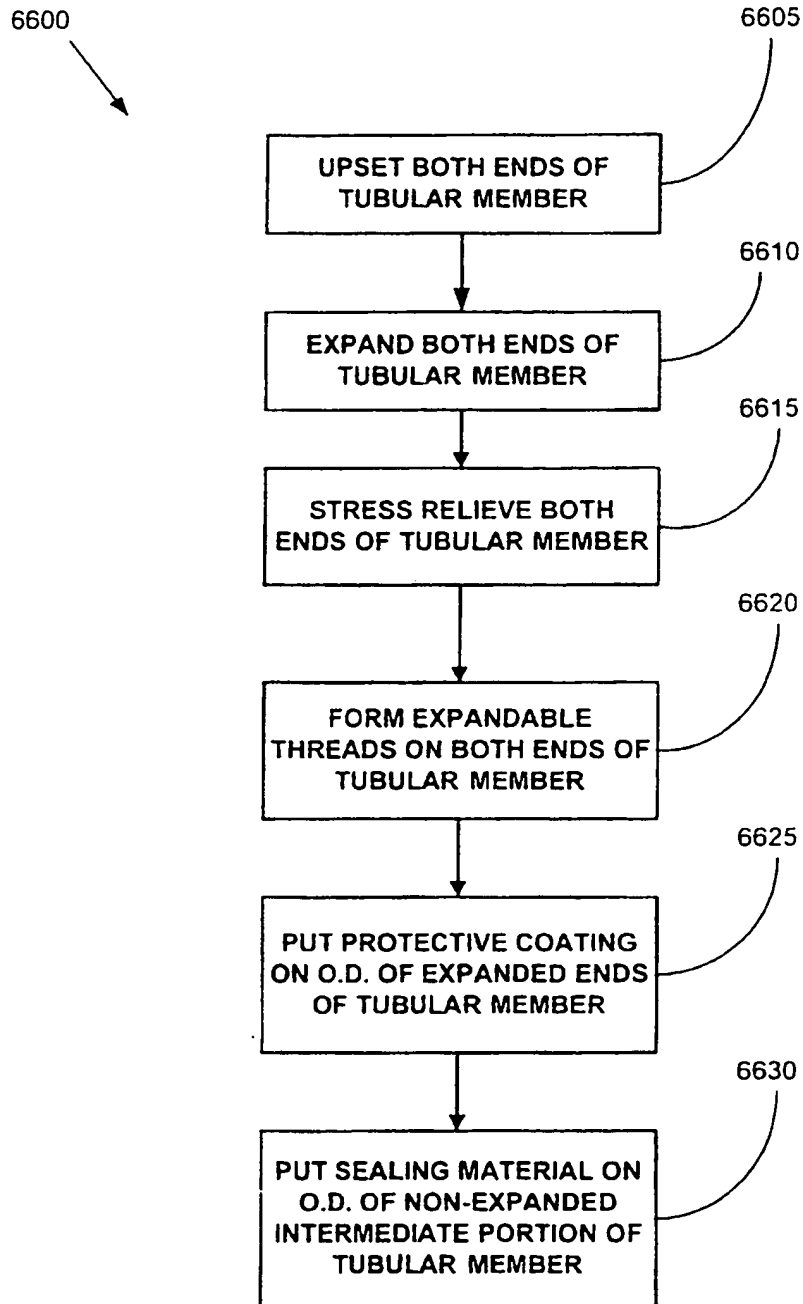 6600
6605
UPSET BOTH ENDS OF
TUBULAR MEMBER
6610
EXPAND BOTH ENDS OF
TUBULAR MEMBER
6615
STRESS RELIEVE BOTH
ENDS OF TUBULAR MEMBER
6620
FORM EXPANDABLE
THREADS ON BOTH ENDS OF
TUBULAR MEMBER
6625
PUT PROTECTIVE COATING
ON O.D. OF EXPANDED ENDS
OF TUBULAR MEMBER
6630
PUT SEALING MATERIAL ON
O.D. OF NON-EXPANDED
INTERMEDIATE PORTION OF
TUBULAR MEMBER